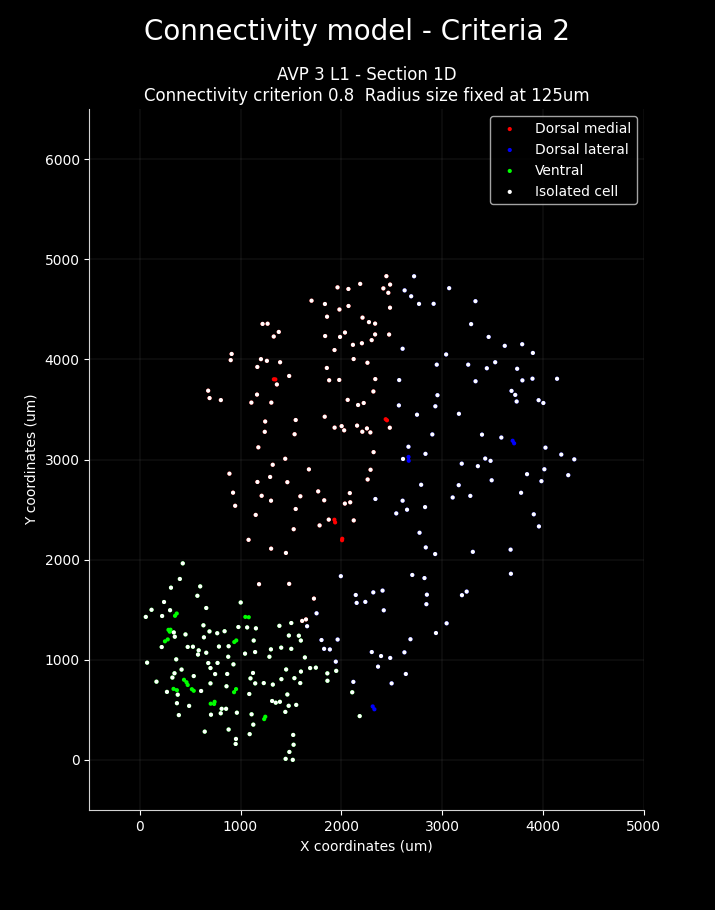 Connectivity model - Criteria 2
AVP 3 L1 - Section 1D
Connectivity criterion 0.8  Radius size fixed at 125um
Dorsal medial
Dorsal lateral
Ventral
Isolated cell
Y coordinates (um)
6000
5000
4000
3000
2000
1000
0
0 1000 2000 3000 4000 5000
X coordinates (um)